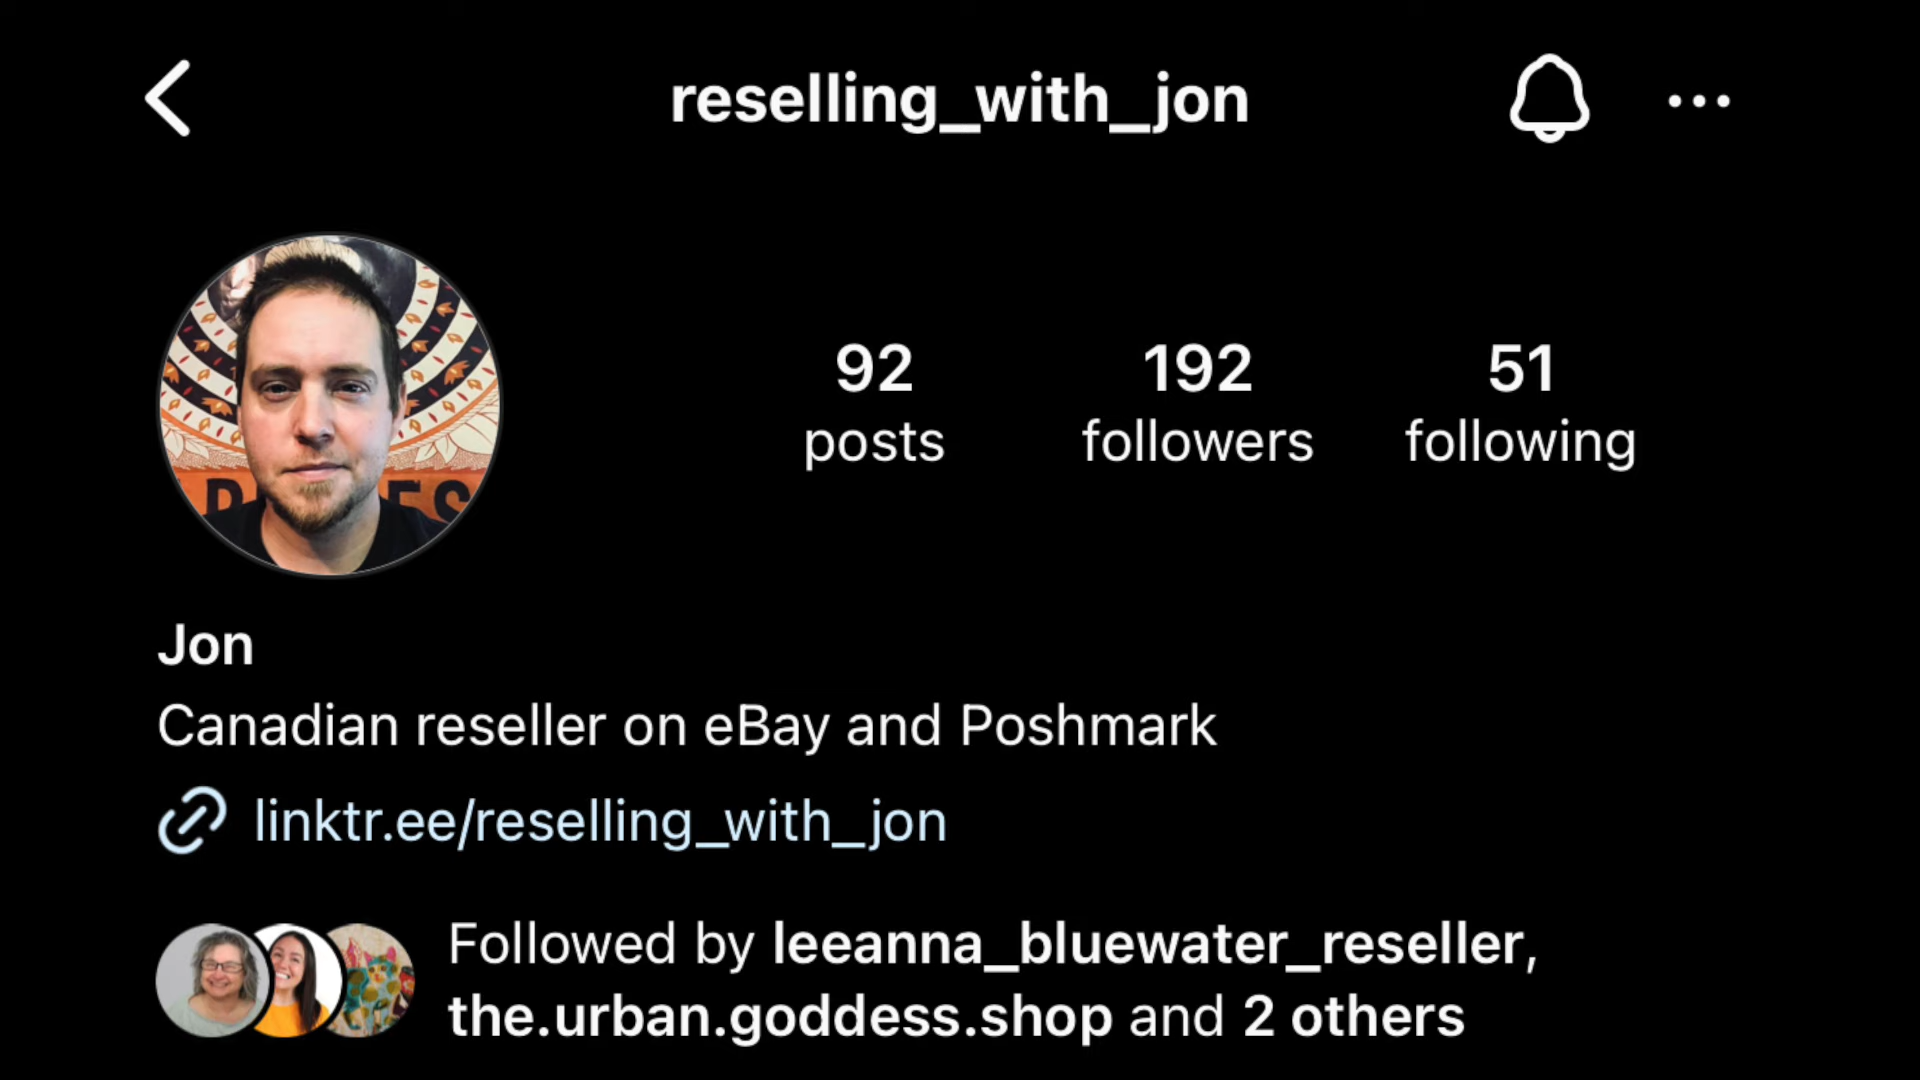 reselling_with_jon
92
posts
192
followers
51
following
Jon
Canadian reseller on eBay and Poshmark
linktr.ee/reselling_with_jon
Followed by leeanna_bluewater_reseller,
the.urban.goddess.shop and 2 others